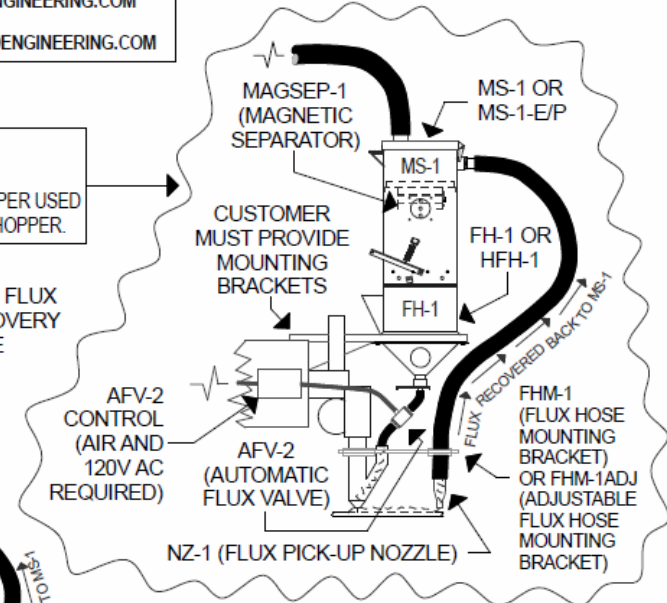 ENGINEERING.COM
ENGINEERING.COM
PER USED
HOPPER.
FLUX
OVERY
MAGSEP-1
(MAGNETIC
SEPARATOR)
MS-1 OR
MS-1-E/P
MS-1
CUSTOMER
MUST PROVIDE
MOUNTING
BRACKETS
FH-1 OR
HFH-1
FH-1
FLUX RECOVERED BACK TO MS-1
AFV-2
CONTROL
(AIR AND
120V AC
REQUIRED)
AFV-2
(AUTOMATIC
FLUX VALVE)
FHM-1
(FLUX HOSE
MOUNTING
BRACKET)
OR FHM-1ADJ
(ADJUSTABLE
FLUX HOSE
MOUNTING
BRACKET)
NZ-1 (FLUX PICK-UP NOZZLE)
TO MS-1